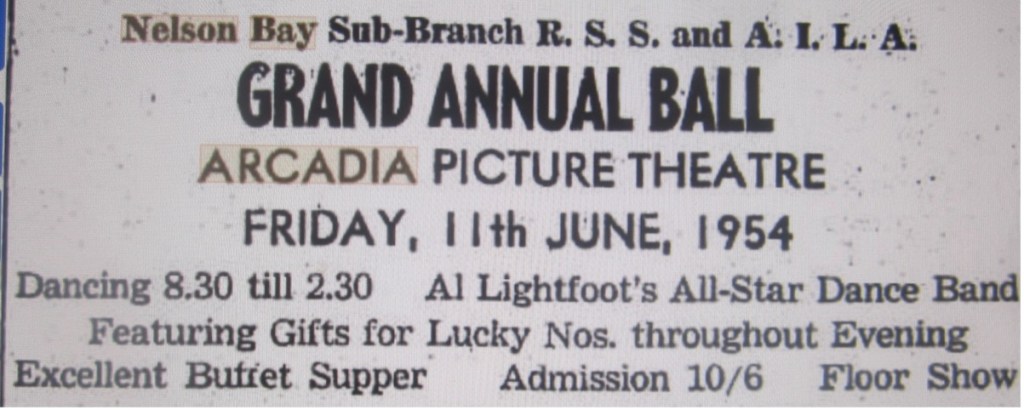 Nelson Bay Sub-Branch R. S. S. and A. I. L. A.
GRAND ANNUAL BALL
ARCADIA PICTURE THEATRE
FRIDAY, 11th JUNE, 1954
Dancing 8.30 till 2.30 Al Lightfoot's All-Star Dance Band
Featuring Gifts for Lucky Nos. throughout Evening
Excellent Buffet Supper Admission 10/6 Floor Show